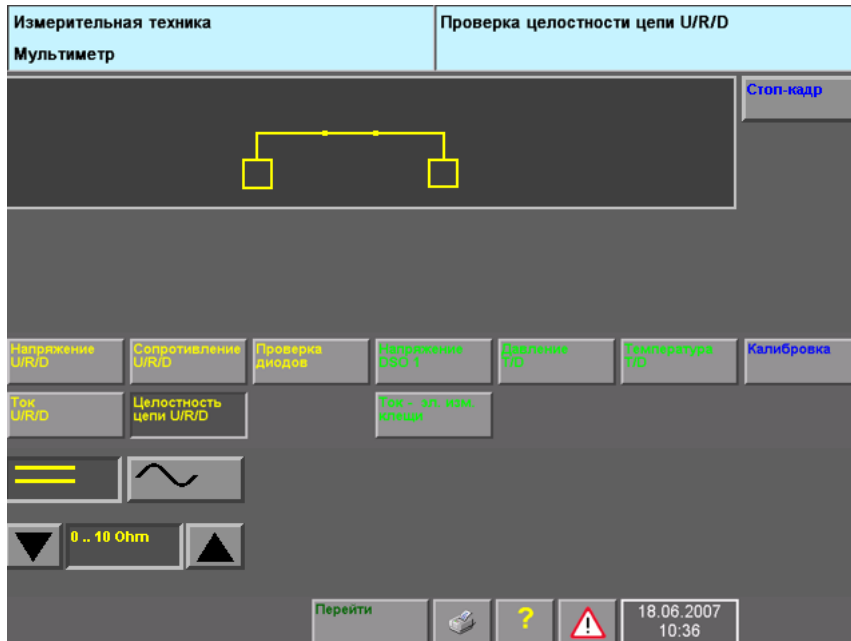 Измерительная техника
Мультиметр
Проверка целостности цепи U/R/D
Стоп-кадр
Напряжение
U/R/D
Сопротивление
U/R/D
Проверка
диодов
Напряжение
DSO 1
Давление
T/D
Температура
T/D
Калибровка
Ток
U/R/D
Целостность
цепи U/R/D
Ток - эл. изм.
клещи
0 .. 10 Ohm
Перейти
?
!
18.06.2007
10:36